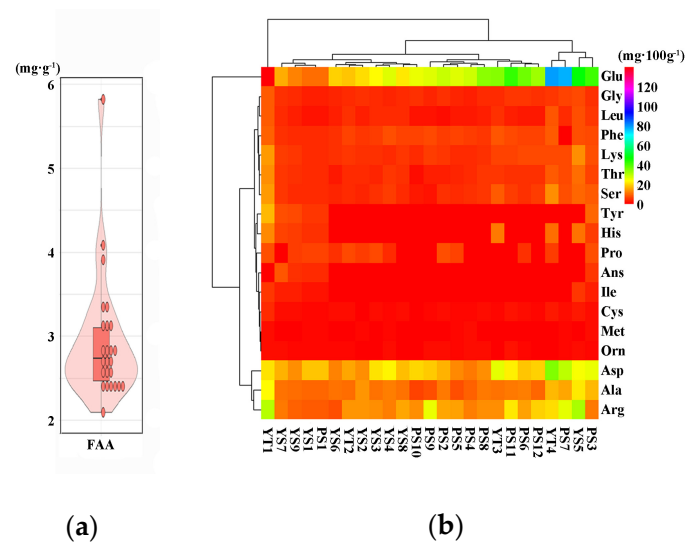 (mg·g⁻¹)
6
5
4
3
2
FAA
(a)
(mg·100g⁻¹)
120
100
80
60
40
20
0
Glu
Gly
Leu
Phe
Lys
Thr
Ser
Tyr
His
Pro
Ans
Ile
Cys
Met
Orn
Asp
Ala
Arg
YT1
YS7
YS9
YS1
PS1
YS6
YT2
YS2
YS3
YS4
YS8
PS10
PS9
PS2
PS5
PS4
PS8
YT3
PS11
PS6
PS12
YT4
PS7
YS5
PS3
(b)